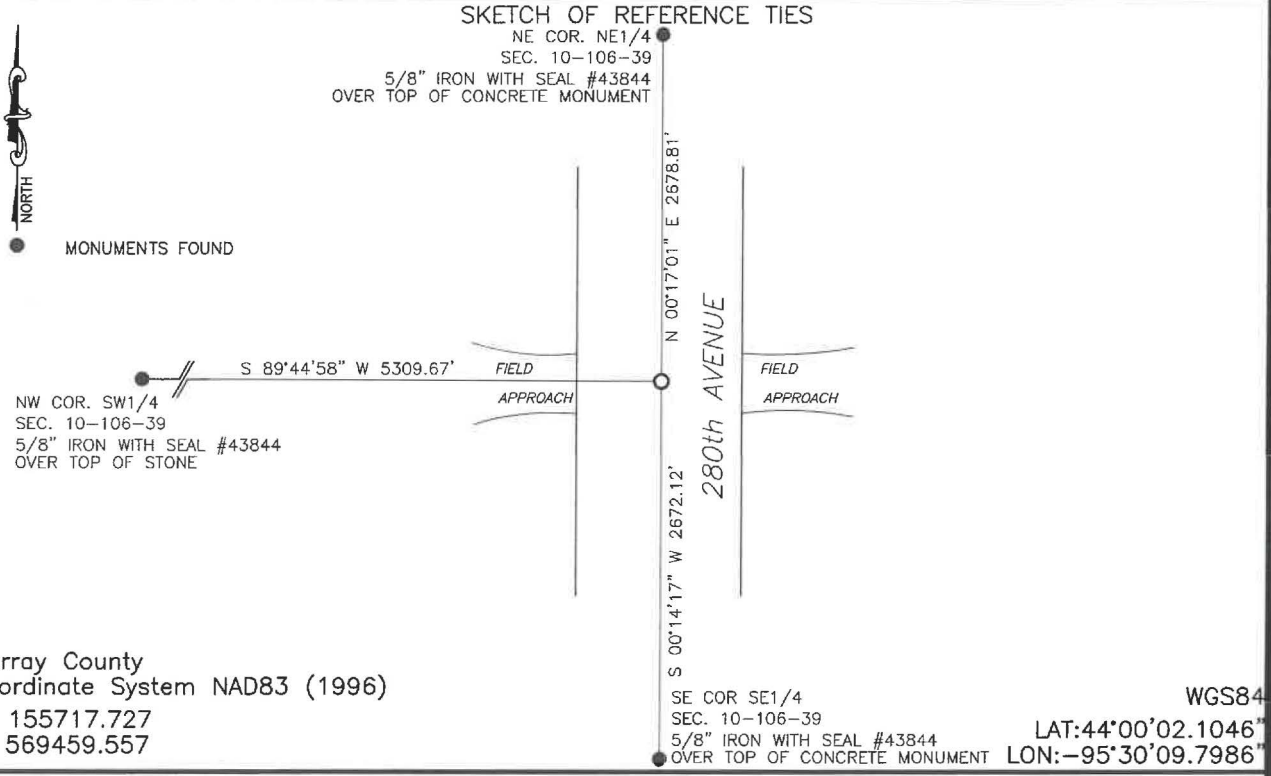 SKETCH OF REFERENCE TIES
NE COR. NE1/4
SEC. 10-106-39
5/8" IRON WITH SEAL #43844
OVER TOP OF CONCRETE MONUMENT
NORTH
MONUMENTS FOUND
N 00°17'01" E 2678.81'
280th AVENUE
S 89°44'58" W 5309.67'
FIELD
APPROACH
FIELD
APPROACH
NW COR. SW1/4
SEC. 10-106-39
5/8" IRON WITH SEAL #43844
OVER TOP OF STONE
S 00°14'17" W 2672.12'
rray County
ordinate System NAD83 (1996)
155717.727
569459.557
SE COR SE1/4
SEC. 10-106-39
5/8" IRON WITH SEAL #43844
OVER TOP OF CONCRETE MONUMENT
WGS84
LAT:44°00'02.1046"
LON:-95°30'09.7986"